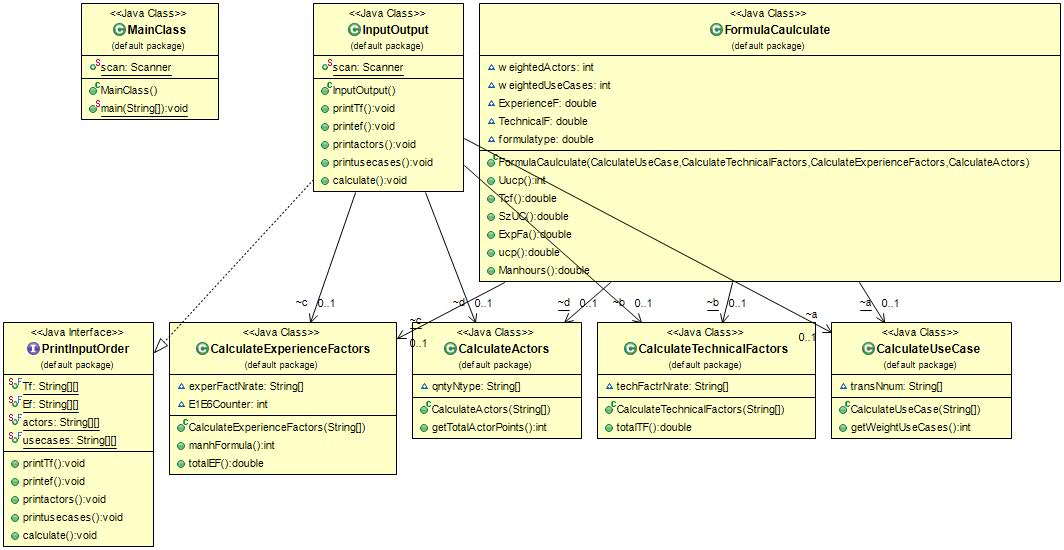 <<Java Class>>
MainClass
(default package)
scan: Scanner
MainClass()
main(String[]):void
<<Java Class>>
InputOutput
(default package)
scan: Scanner
InputOutput()
printTf():void
printef():void
printactors():void
printusecases():void
calculate():void
<<Java Class>>
FormulaCaulculate
(default package)
weightedActors: int
weightedUseCases: int
ExperienceF: double
TechnicalF: double
formulatype: double
FormulaCaulculate(CalculateUseCase,CalculateTechnicalFactors,CalculateExperienceFactors,CalculateActors)
Uucp():int
Tcf():double
SzUC():double
ExpFa():double
ucp():double
Manhours():double
~c 0..1
~d 0..1
~d 0..1
~b 0..1
~b 0..1
~a 0..1
~a
0..1
~c
0..1
<<Java Interface>>
PrintInputOrder
(default package)
Tf: String[][]
Ef: String[][]
actors: String[][]
usecases: String[][]
printTf():void
printef():void
printactors():void
printusecases():void
calculate():void
<<Java Class>>
CalculateExperienceFactors
(default package)
experFactNrate: String[]
E1E6Counter: int
CalculateExperienceFactors(String[])
manhFormula():int
totalEF():double
<<Java Class>>
CalculateActors
(default package)
qntyNtype: String[]
CalculateActors(String[])
getTotalActorPoints():int
<<Java Class>>
CalculateTechnicalFactors
(default package)
techFactrNrate: String[]
CalculateTechnicalFactors(String[])
totalTF():double
<<Java Class>>
CalculateUseCase
(default package)
transNnum: String[]
CalculateUseCase(String[])
getWeightUseCases():int